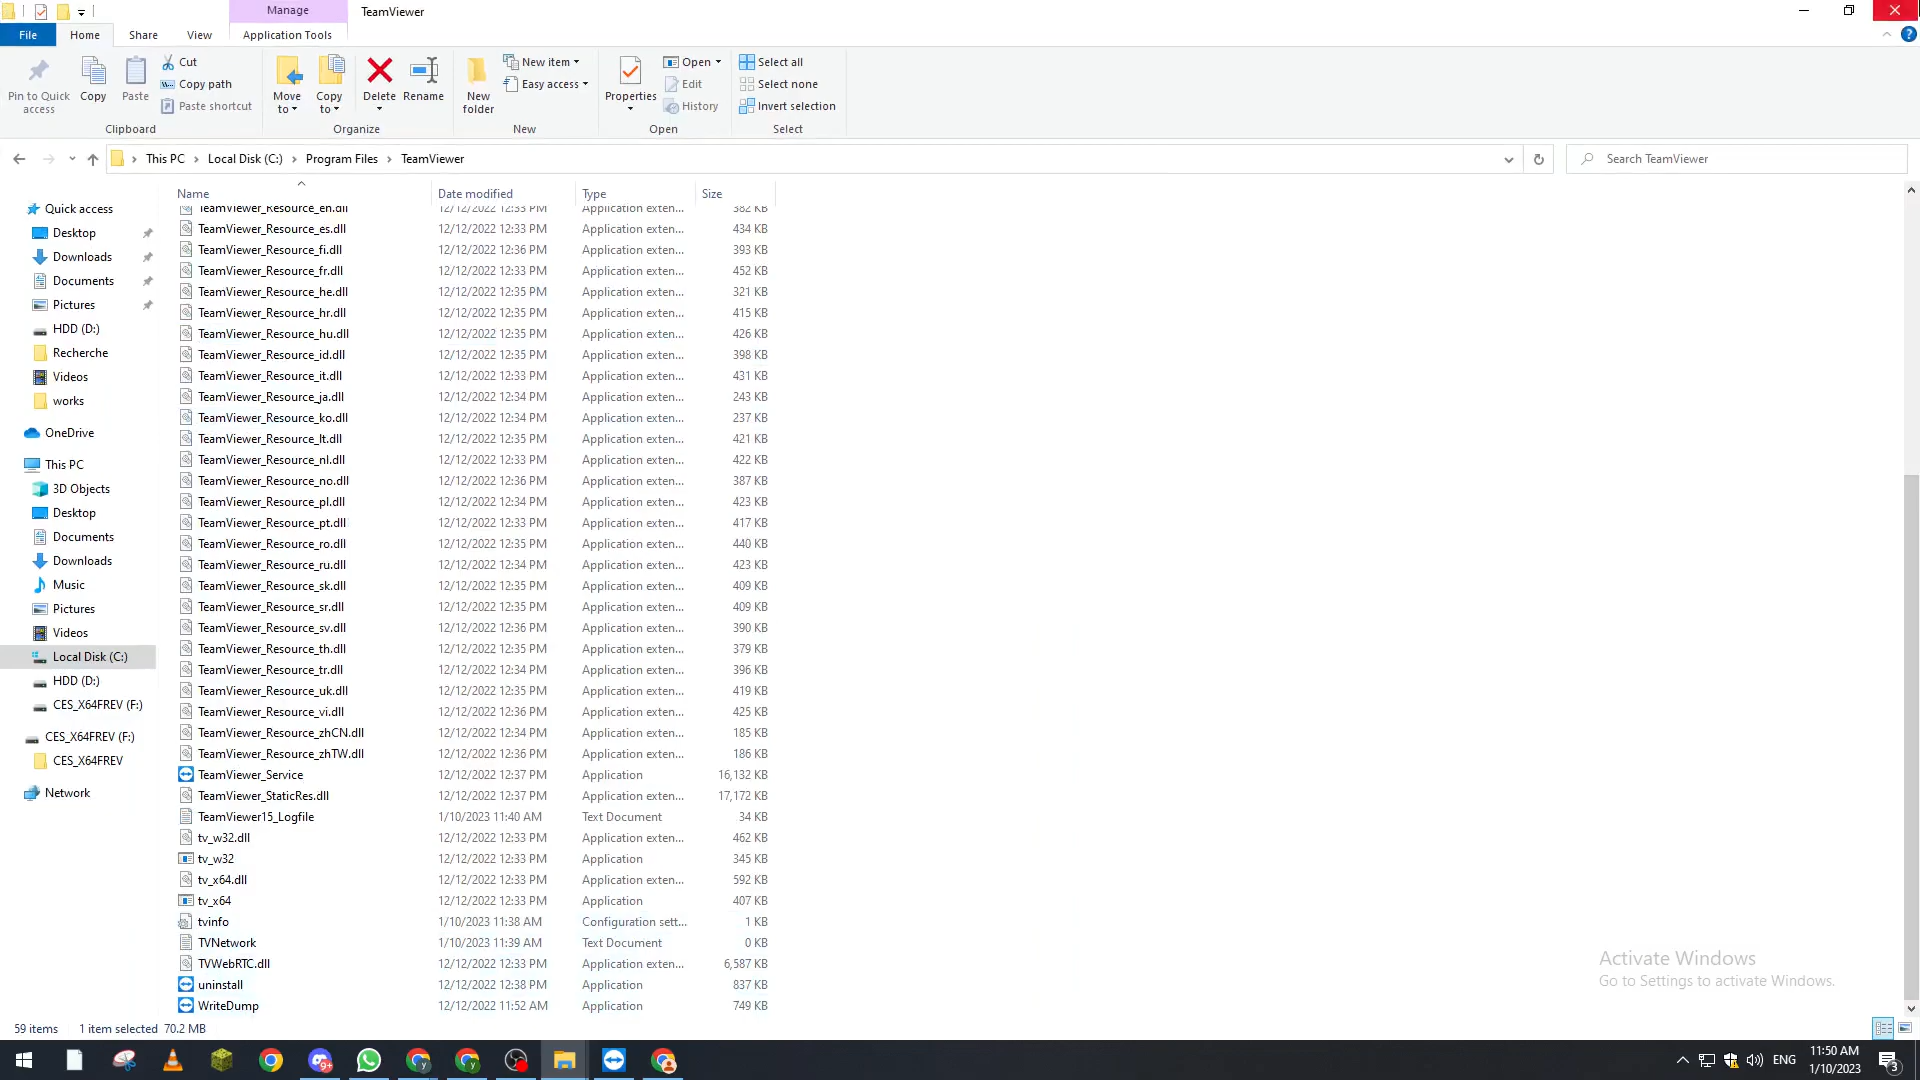 Manage
TeamViewer
File
Home
Share
View
Application Tools
Pin to Quick access
Copy
Paste
Cut
Copy path
Paste shortcut
Clipboard
Move to
Copy to
Delete
Rename
Organize
New folder
New item
Easy access
New
Properties
Open
Edit
History
Open
Select all
Select none
Invert selection
Select
This PC
Local Disk (C:)
Program Files
TeamViewer
Search TeamViewer
Quick access
Desktop
Downloads
Documents
Pictures
HDD (D:)
Recherche
Videos
works
OneDrive
This PC
3D Objects
Desktop
Documents
Downloads
Music
Pictures
Videos
Local Disk (C:)
HDD (D:)
CES_X64FREV (F:)
CES_X64FREV (F:)
CES_X64FREV
Network
Name Date modified Type Size
TeamViewer_Resource_en.dll 12/12/2022 12:33 PM Application exten... 382 KB
TeamViewer_Resource_es.dll 12/12/2022 12:33 PM Application exten... 434 KB
TeamViewer_Resource_fi.dll 12/12/2022 12:36 PM Application exten... 393 KB
TeamViewer_Resource_fr.dll 12/12/2022 12:33 PM Application exten... 452 KB
TeamViewer_Resource_he.dll 12/12/2022 12:35 PM Application exten... 321 KB
TeamViewer_Resource_hr.dll 12/12/2022 12:35 PM Application exten... 415 KB
TeamViewer_Resource_hu.dll 12/12/2022 12:35 PM Application exten... 426 KB
TeamViewer_Resource_id.dll 12/12/2022 12:35 PM Application exten... 398 KB
TeamViewer_Resource_it.dll 12/12/2022 12:33 PM Application exten... 431 KB
TeamViewer_Resource_ja.dll 12/12/2022 12:34 PM Application exten... 243 KB
TeamViewer_Resource_ko.dll 12/12/2022 12:34 PM Application exten... 237 KB
TeamViewer_Resource_lt.dll 12/12/2022 12:35 PM Application exten... 421 KB
TeamViewer_Resource_nl.dll 12/12/2022 12:33 PM Application exten... 422 KB
TeamViewer_Resource_no.dll 12/12/2022 12:36 PM Application exten... 387 KB
TeamViewer_Resource_pl.dll 12/12/2022 12:34 PM Application exten... 423 KB
TeamViewer_Resource_pt.dll 12/12/2022 12:33 PM Application exten... 417 KB
TeamViewer_Resource_ro.dll 12/12/2022 12:35 PM Application exten... 440 KB
TeamViewer_Resource_ru.dll 12/12/2022 12:34 PM Application exten... 423 KB
TeamViewer_Resource_sk.dll 12/12/2022 12:35 PM Application exten... 409 KB
TeamViewer_Resource_sr.dll 12/12/2022 12:35 PM Application exten... 409 KB
TeamViewer_Resource_sv.dll 12/12/2022 12:36 PM Application exten... 390 KB
TeamViewer_Resource_th.dll 12/12/2022 12:35 PM Application exten... 379 KB
TeamViewer_Resource_tr.dll 12/12/2022 12:34 PM Application exten... 396 KB
TeamViewer_Resource_uk.dll 12/12/2022 12:35 PM Application exten... 419 KB
TeamViewer_Resource_vi.dll 12/12/2022 12:36 PM Application exten... 425 KB
TeamViewer_Resource_zhCN.dll 12/12/2022 12:34 PM Application exten... 185 KB
TeamViewer_Resource_zhTW.dll 12/12/2022 12:36 PM Application exten... 186 KB
TeamViewer_Service 12/12/2022 12:37 PM Application 16,132 KB
TeamViewer_StaticRes.dll 12/12/2022 12:37 PM Application exten... 17,172 KB
TeamViewer15_Logfile 1/10/2023 11:40 AM Text Document 34 KB
tv_w32.dll 12/12/2022 12:33 PM Application exten... 462 KB
tv_w32 12/12/2022 12:33 PM Application 345 KB
tv_x64.dll 12/12/2022 12:33 PM Application exten... 592 KB
tv_x64 12/12/2022 12:33 PM Application 407 KB
tvinfo 1/10/2023 11:38 AM Configuration sett... 1 KB
TVNetwork 1/10/2023 11:39 AM Text Document 0 KB
TVWebRTC.dll 12/12/2022 12:33 PM Application exten... 6,587 KB
uninstall 12/12/2022 12:38 PM Application 837 KB
WriteDump 12/12/2022 11:52 AM Application 749 KB
Activate Windows
Go to Settings to activate Windows.
59 items 1 item selected 70.2 MB
9+
y
y
ENG
11:50 AM
1/10/2023
3